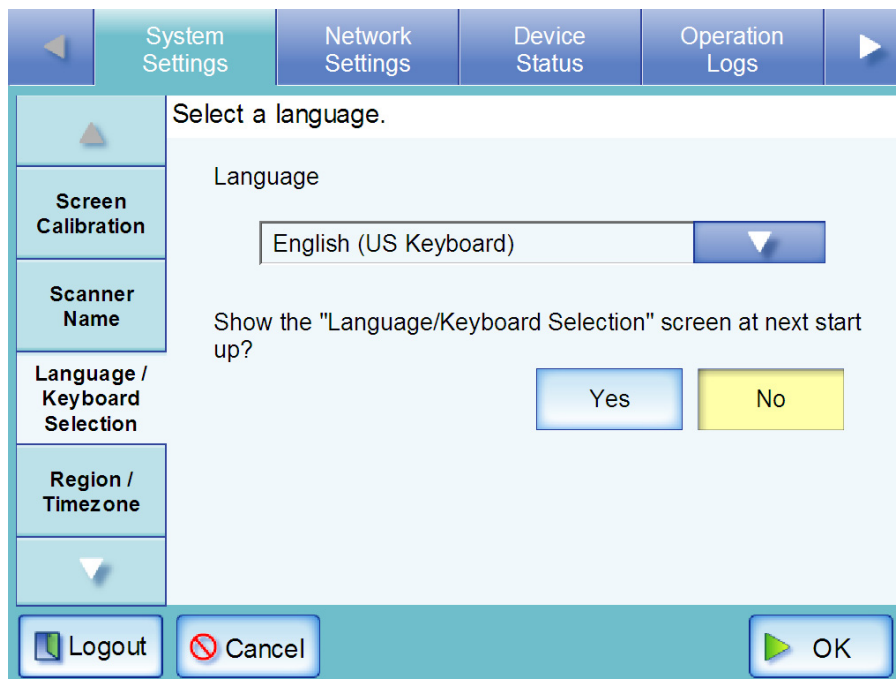 System
Settings
Network
Settings
Device
Status
Operation
Logs
Select a language.
Screen
Calibration
Scanner
Name
Language /
Keyboard
Selection
Region /
Timezone
Language
English (US Keyboard)
Show the "Language/Keyboard Selection" screen at next start
up?
Yes
No
Logout
Cancel
OK